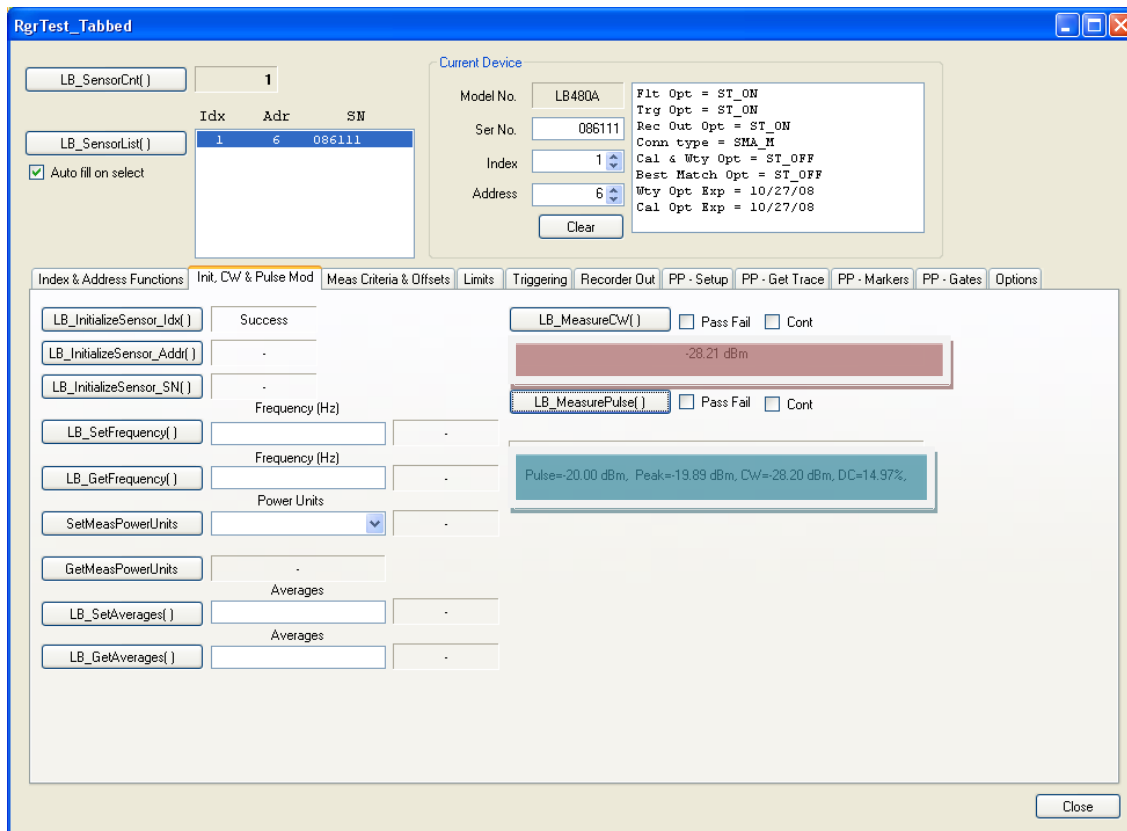 RgrTest_Tabbed
LB_SensorCnt( )
1
Idx Adr SN
LB_SensorList( )
1 6 086111
Auto fill on select
Current Device
Model No. LB480A
Ser No. 086111
Index 1
Address 6
Clear
Flt Opt = ST_ON
Trg Opt = ST_ON
Rec Out Opt = ST_ON
Conn type = SMA_M
Cal & Wty Opt = ST_OFF
Best Match Opt = ST_OFF
Wty Opt Exp = 10/27/08
Cal Opt Exp = 10/27/08
Index & Address Functions Init, CW & Pulse Mod Meas Criteria & Offsets Limits Triggering Recorder Out PP - Setup PP - Get Trace PP - Markers PP - Gates Options
LB_InitializeSensor_Idx( ) Success
LB_InitializeSensor_Addr( ) -
LB_InitializeSensor_SN( ) -
Frequency (Hz)
LB_SetFrequency( ) -
Frequency (Hz)
LB_GetFrequency( ) -
Power Units
SetMeasPowerUnits -
GetMeasPowerUnits -
Averages
LB_SetAverages( ) -
Averages
LB_GetAverages( ) -
LB_MeasureCW( ) Pass Fail Cont
-28.21 dBm
LB_MeasurePulse( ) Pass Fail Cont
Pulse=-20.00 dBm, Peak=-19.89 dBm, CW=-28.20 dBm, DC=14.97%,
Close